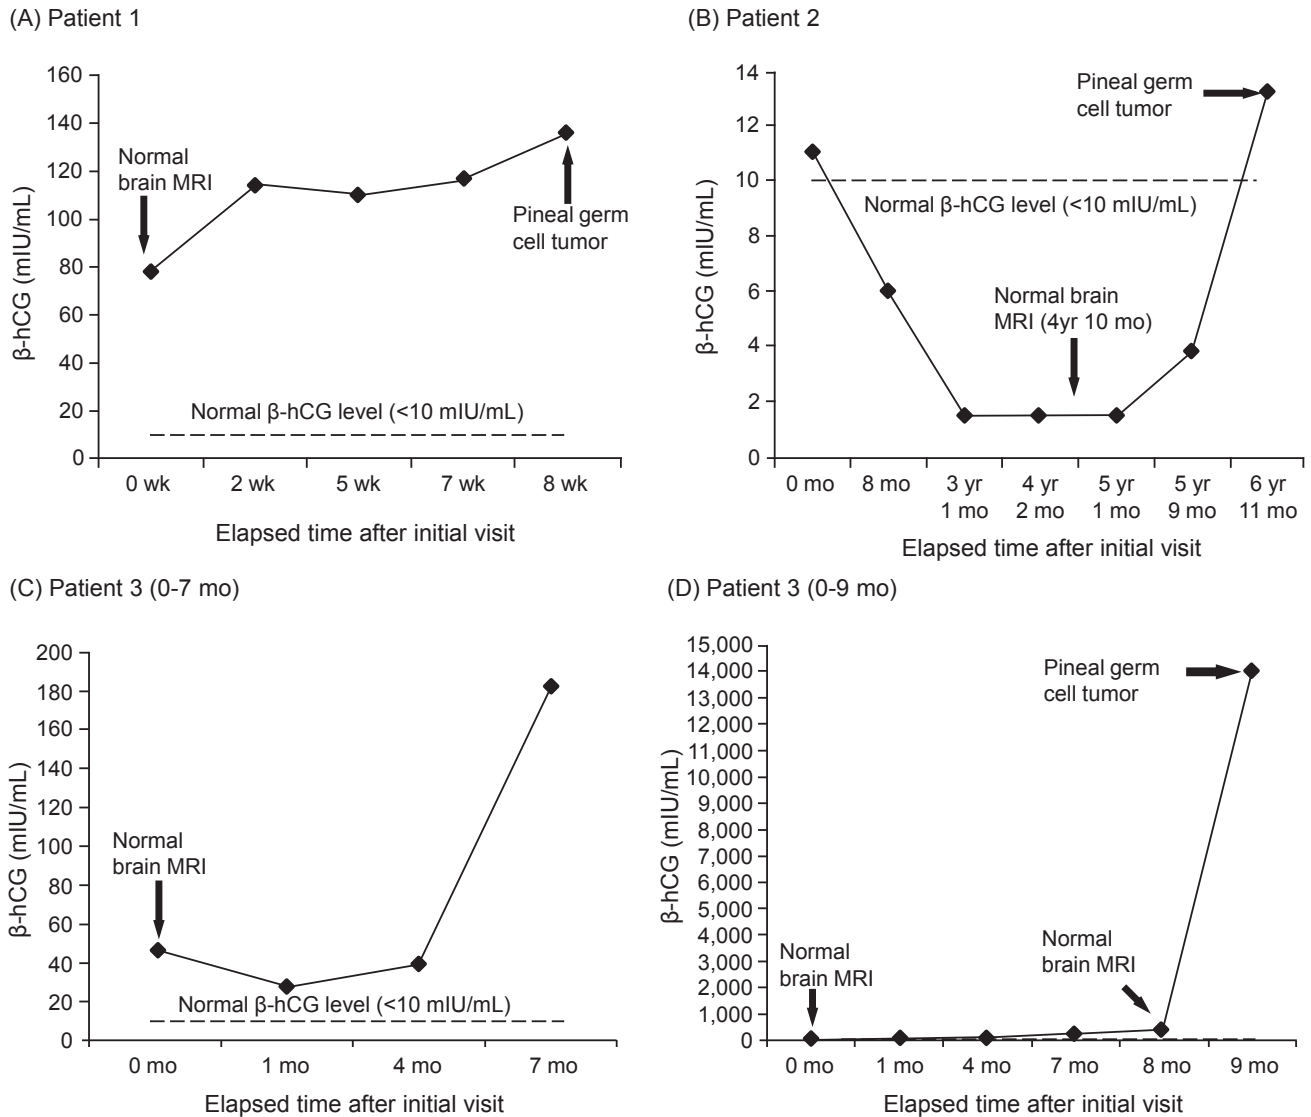 (A) Patient 1
160
140
120
100
80
60
40
20
0
β-hCG (mIU/mL)
Normal
brain MRI
Pineal germ
cell tumor
Normal β-hCG level (<10 mIU/mL)
0 wk 2 wk 5 wk 7 wk 8 wk
Elapsed time after initial visit
(B) Patient 2
14
12
10
8
6
4
2
0
β-hCG (mIU/mL)
Pineal germ
cell tumor
Normal β-hCG level (<10 mIU/mL)
Normal brain
MRI (4yr 10 mo)
0 mo 8 mo 3 yr 4 yr 5 yr 5 yr 6 yr
1 mo 2 mo 1 mo 9 mo 11 mo
Elapsed time after initial visit
(C) Patient 3 (0-7 mo)
200
180
160
140
120
100
80
60
40
20
0
β-hCG (mIU/mL)
Normal
brain MRI
Normal β-hCG level (<10 mIU/mL)
0 mo 1 mo 4 mo 7 mo
Elapsed time after initial visit
(D) Patient 3 (0-9 mo)
15,000
14,000
13,000
12,000
11,000
10,000
9,000
8,000
7,000
6,000
5,000
4,000
3,000
2,000
1,000
0
β-hCG (mIU/mL)
Pineal germ
cell tumor
Normal
brain MRI
Normal
brain MRI
0 mo 1 mo 4 mo 7 mo 8 mo 9 mo
Elapsed time after initial visit